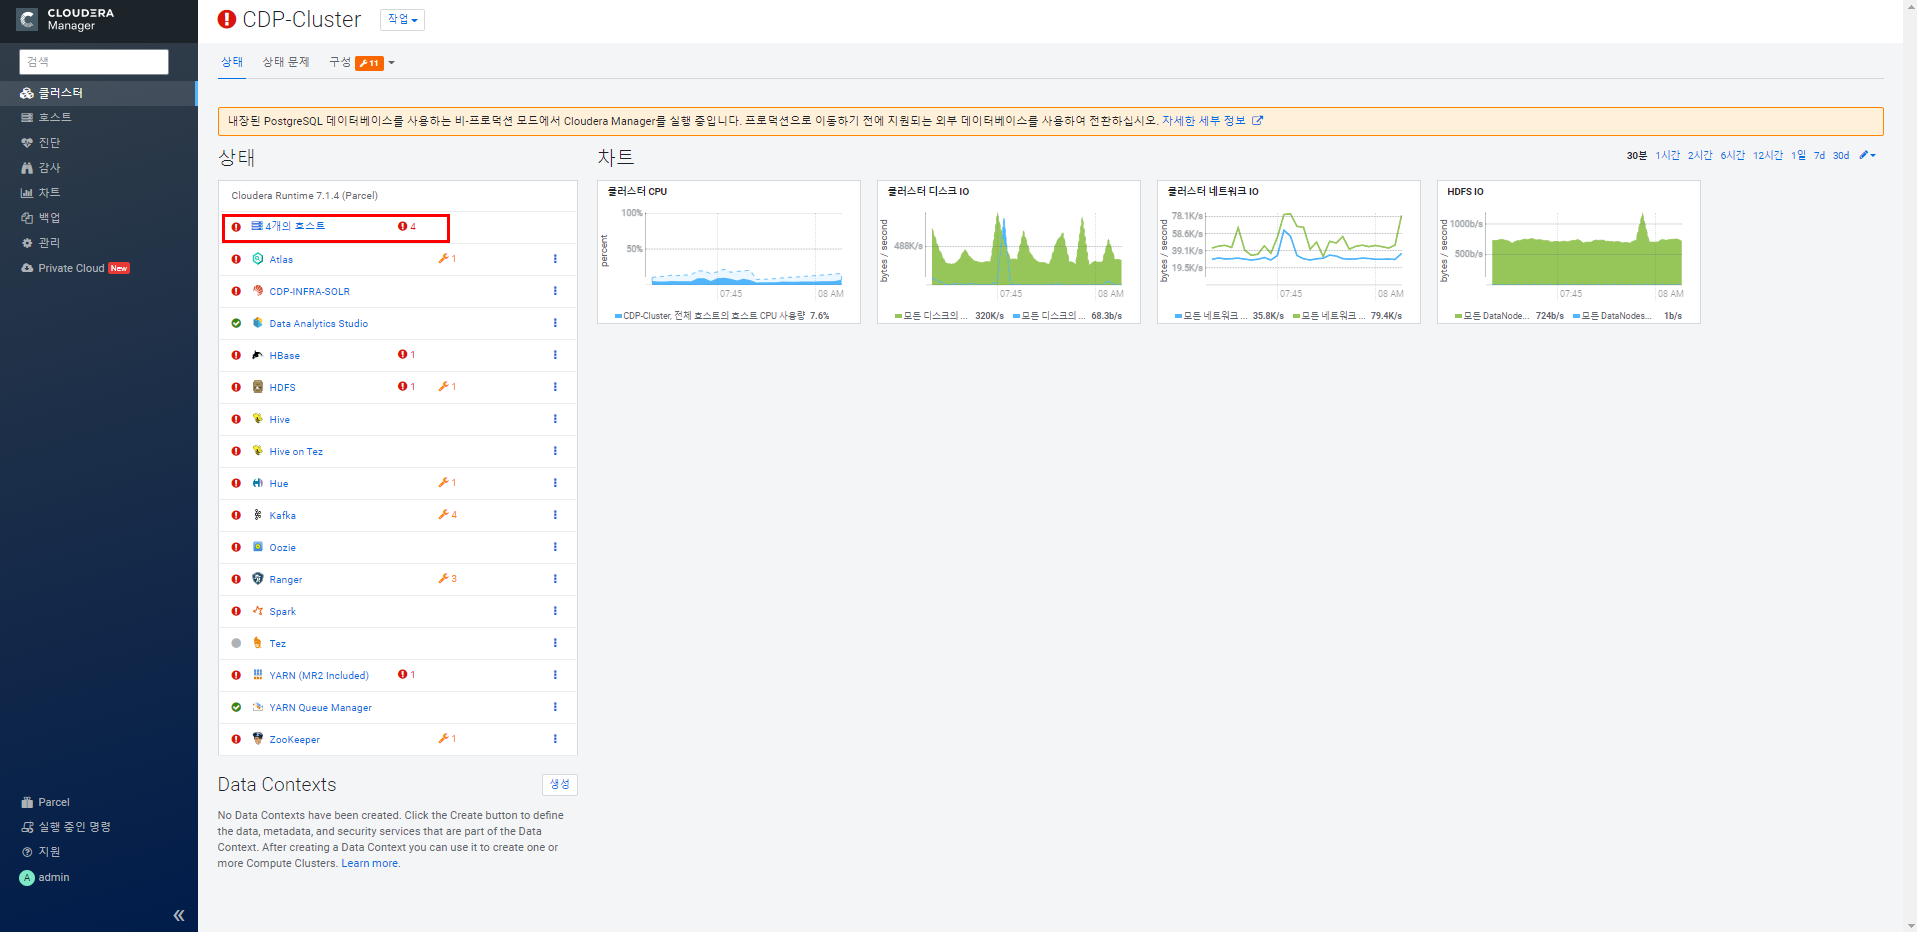 CLOUDERA
Manager
검색
클러스터
호스트
진단
감사
차트
백업
관리
Private Cloud New
Parcel
실행 중인 명령
지원
A admin
CDP-Cluster 작업
상태 상태 문제 구성 11
내장된 PostgreSQL 데이터베이스를 사용하는 비-프로덕션 모드에서 Cloudera Manager를 실행 중입니다. 프로덕션으로 이동하기 전에 지원되는 외부 데이터베이스를 사용하여 전환하십시오. 자세한 세부 정보
상태
Cloudera Runtime 7.1.4 (Parcel)
4개의 호스트 4
Atlas 1
CDP-INFRA-SOLR
Data Analytics Studio
HBase 1
HDFS 1 1
Hive
Hive on Tez
Hue 1
Kafka 4
Oozie
Ranger 3
Spark
Tez
YARN (MR2 Included) 1
YARN Queue Manager
ZooKeeper 1
Data Contexts 생성
No Data Contexts have been created. Click the Create button to define
the data, metadata, and security services that are part of the Data
Context. After creating a Data Context you can use it to create one or
more Compute Clusters. Learn more.
차트
30분 1시간 2시간 6시간 12시간 1일 7d 30d
클러스터 CPU
percent
100%
50%
07:45 08 AM
CDP-Cluster, 전체 호스트의 호스트 CPU 사용량 7.6%
클러스터 디스크 IO
bytes / second
488K/s
07:45 08 AM
모든 디스크의 ... 320K/s 모든 디스크의 ... 68.3b/s
클러스터 네트워크 IO
bytes / second
78.1K/s
58.6K/s
39.1K/s
19.5K/s
07:45 08 AM
모든 네트워크 ... 35.8K/s 모든 네트워크 ... 79.4K/s
HDFS IO
bytes / second
1000b/s
500b/s
07:45 08 AM
모든 DataNode... 724b/s 모든 DataNodes... 1b/s